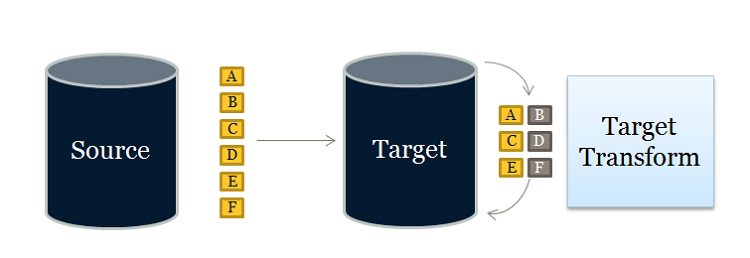 Source
A
B
C
D
E
F
Target
A B
C D
E F
Target
Transform